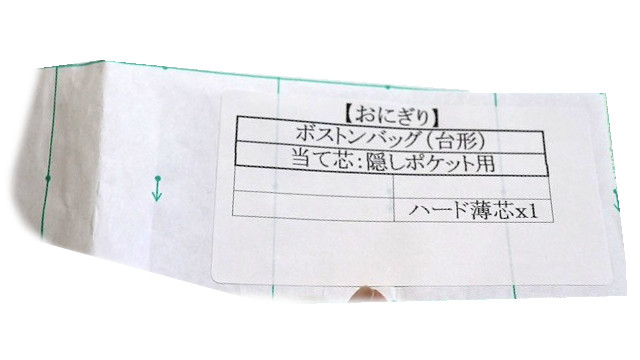 【おにぎり】
ボストンバッグ(台形)
当て芯:隠しポケット用
ハード薄芯x1